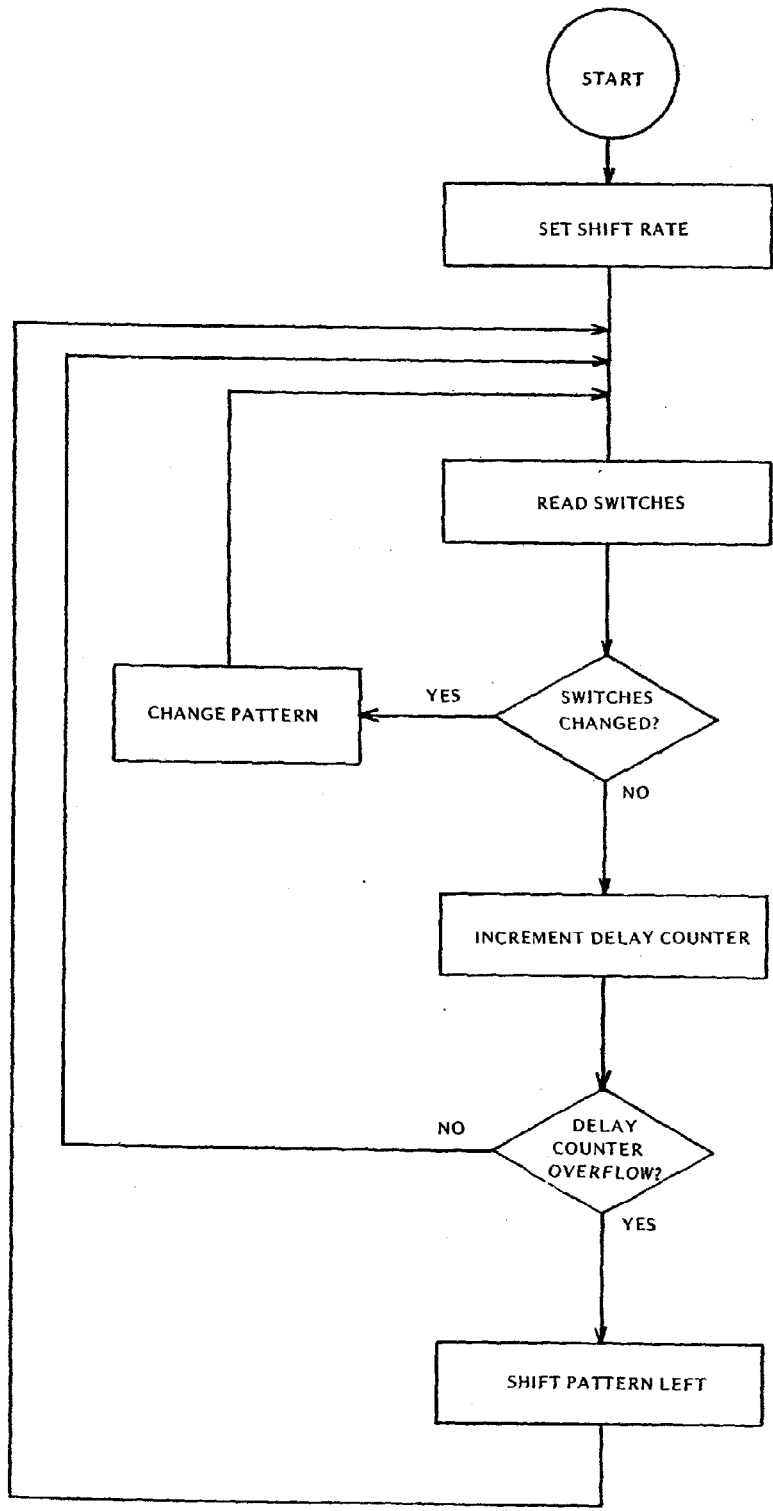 START
SET SHIFT RATE
READ SWITCHES
SWITCHES
CHANGED?
YES
CHANGE PATTERN
NO
INCREMENT DELAY COUNTER
DELAY
COUNTER
OVERFLOW?
NO
YES
SHIFT PATTERN LEFT